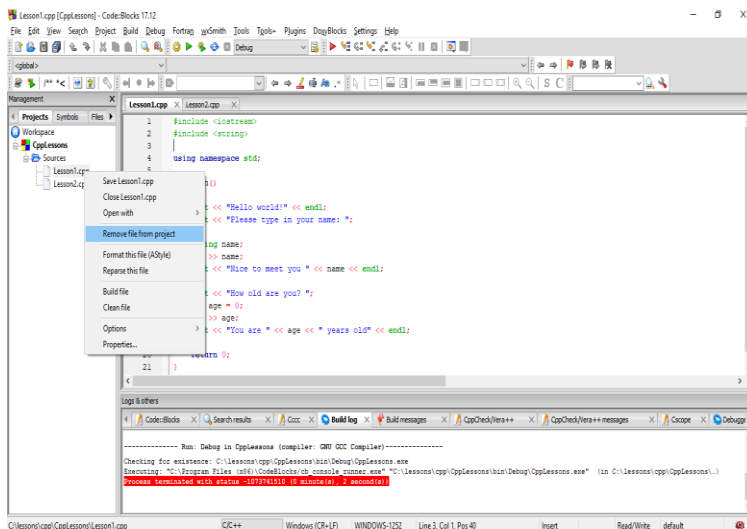 Lesson1.cpp [CppLessons] - Code::Blocks 17.12
File Edit View Search Project Build Debug Fortran wxSmith Tools Tools+ Plugins DoxyBlocks Settings Help
Debug
<global>
S C
Management X
Projects Symbols Files
Workspace
CppLessons
Sources
Lesson1.cpp
Lesson2.cp
Save Lesson1.cpp
Close Lesson1.cpp
Open with
Remove file from project
Format this file (AStyle)
Reparse this file
Build file
Clean file
Options
Properties...
Lesson1.cpp X Lesson2.cpp X
1 #include <iostream>
2 #include <string>
3
4 using namespace std;
5
n()
t << "Hello world!" << endl;
t << "Please type in your name: ";
ing name;
>> name;
t << "Nice to meet you " << name << endl;
t << "How old are you? ";
age = 0;
>> age;
t << "You are " << age << " years old" << endl;
20 return 0;
21 }
Logs & others
Code::Blocks X Search results X Cccc X Build log X Build messages X CppCheck/Vera++ X CppCheck/Vera++ messages X Cscope X Debugg
-------------- Run: Debug in CppLessons (compiler: GNU GCC Compiler)---------------
Checking for existence: C:\lessons\cpp\CppLessons\bin\Debug\CppLessons.exe
Executing: "C:\Program Files (x86)\CodeBlocks/cb_console_runner.exe" "C:\lessons\cpp\CppLessons\bin\Debug\CppLessons.exe" (in C:\lessons\cpp\CppLessons\.)
Process terminated with status -1073741510 (0 minute(s), 2 second(s))
C:\lessons\cpp\CppLessons\Lesson1.cpp C/C++ Windows (CR+LF) WINDOWS-1252 Line 3, Col 1, Pos 40 Insert Read/Write default